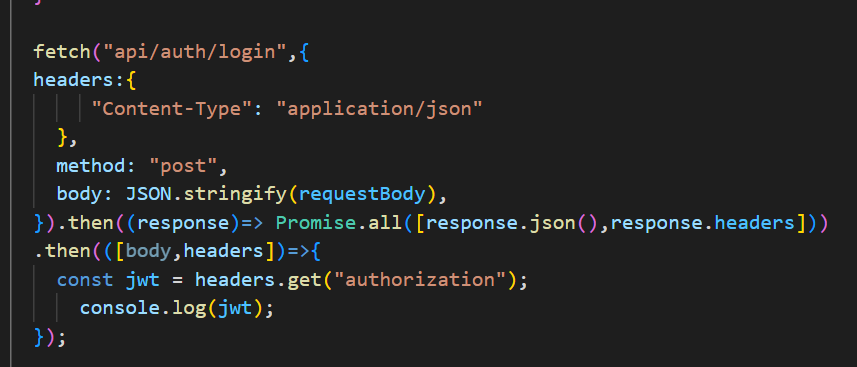 }
fetch("api/auth/login",{
headers:{
"Content-Type": "application/json"
},
method: "post",
body: JSON.stringify(requestBody),
}).then((response)=> Promise.all([response.json(),response.headers]))
.then(([body,headers])=>{
const jwt = headers.get("authorization");
console.log(jwt);
});